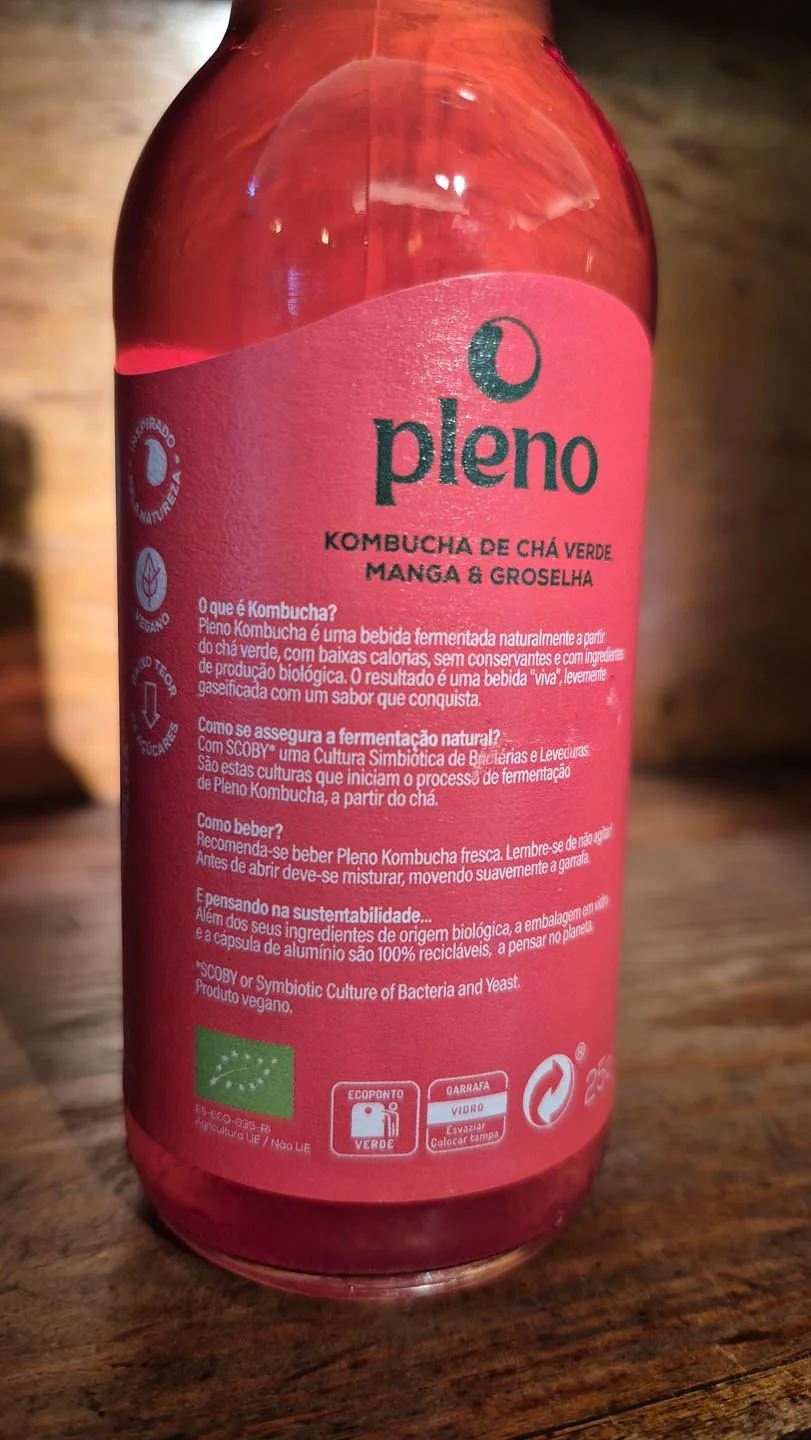 pleno
KOMBUCHA DE CHÁ VERDE,
MANGA & GROSELHA
INSPIRADO PELA NATUREZA
VEGANO
BAIXO TEOR DE AÇÚCARES
O que é Kombucha?
Pleno Kombucha é uma bebida fermentada naturalmente a partir
do chá verde, com baixas calorias, sem conservantes e com ingredientes
de produção biológica. O resultado é uma bebida "viva", levemente
gaseificada com um sabor que conquista.
Como se assegura a fermentação natural?
Com SCOBY* uma Cultura Simbiótica de Bactérias e Leveduras.
São estas culturas que iniciam o processo de fermentação
de Pleno Kombucha, a partir do chá.
Como beber?
Recomenda-se beber Pleno Kombucha fresca. Lembre-se de não agitar!
Antes de abrir deve-se misturar, movendo suavemente a garrafa.
E pensando na sustentabilidade...
Além dos seus ingredientes de origem biológica, a embalagem em vidro
e a cápsula de alumínio são 100% recicláveis, a pensar no planeta.
*SCOBY or Symbiotic Culture of Bacteria and Yeast.
Produto vegano.
ES-ECO-035-RI
Agricultura UE / Não UE
ECOPONTO
VERDE
GARRAFA
VIDRO
Esvaziar
Colocar tampa
®